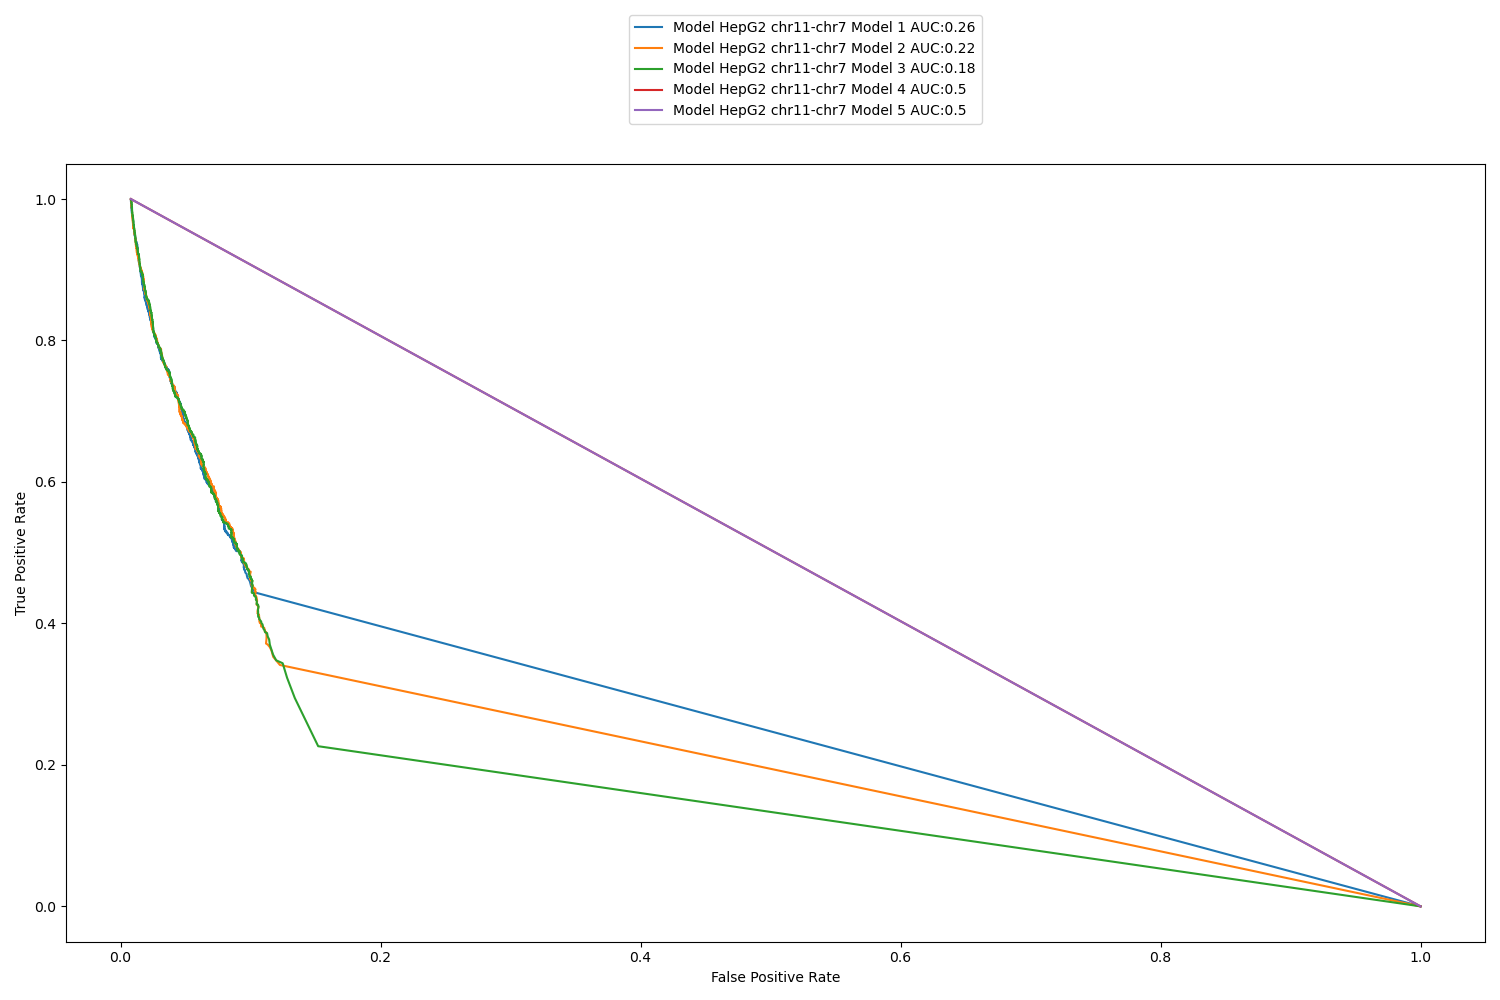 Model HepG2 chr11-chr7 Model 1 AUC:0.26
Model HepG2 chr11-chr7 Model 2 AUC:0.22
Model HepG2 chr11-chr7 Model 3 AUC:0.18
Model HepG2 chr11-chr7 Model 4 AUC:0.5
Model HepG2 chr11-chr7 Model 5 AUC:0.5
True Positive Rate
1.0
0.8
0.6
0.4
0.2
0.0
0.0 0.2 0.4 0.6 0.8 1.0
False Positive Rate